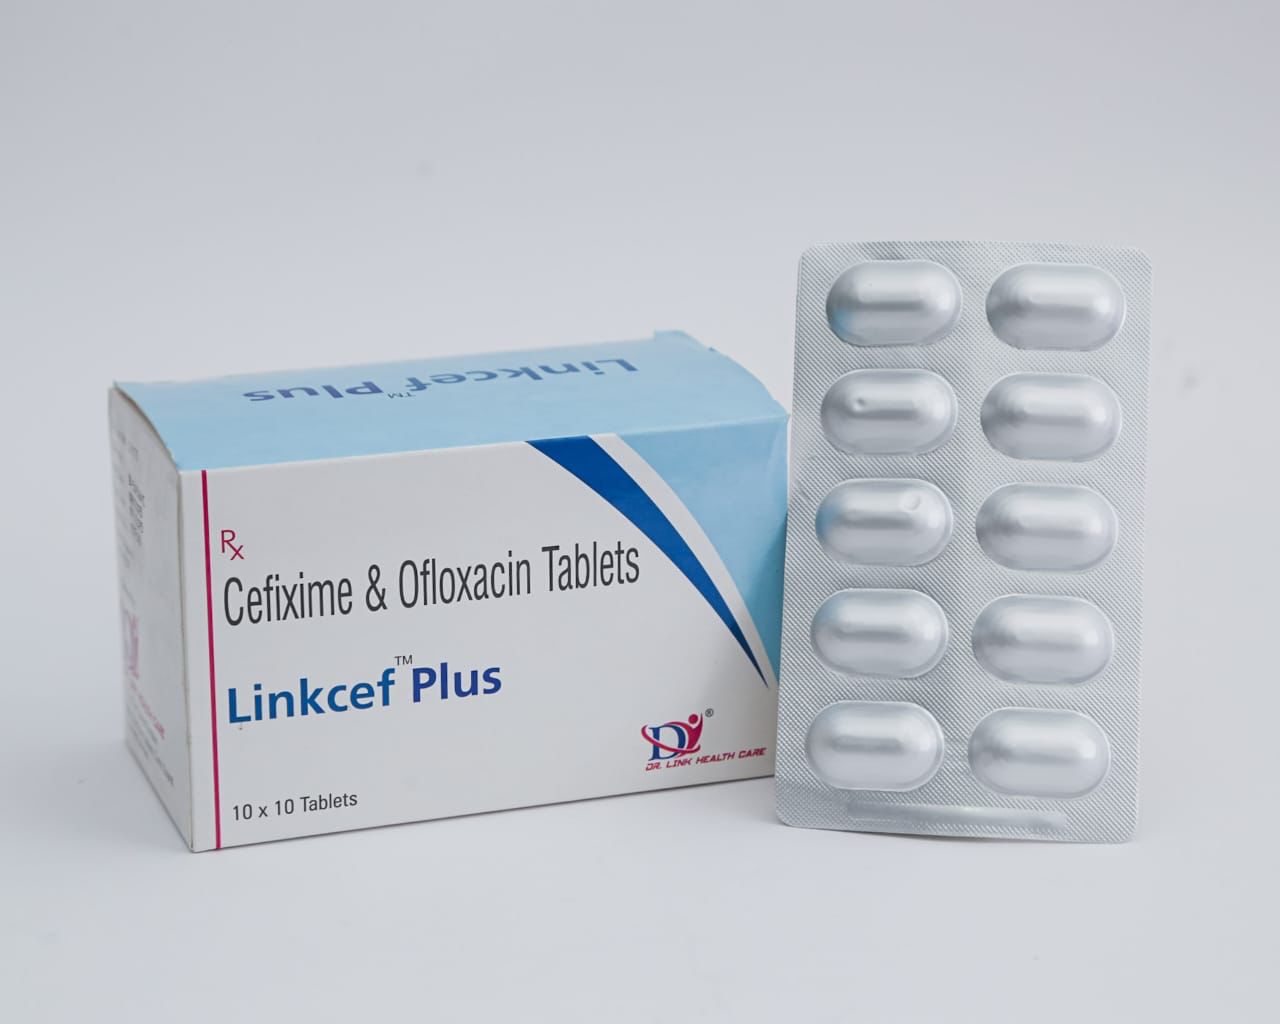 Linkcef™ Plus
Rx
Cefixime & Ofloxacin Tablets
Linkcef™ Plus
10 x 10 Tablets
D ®
DR. LINK HEALTH CARE